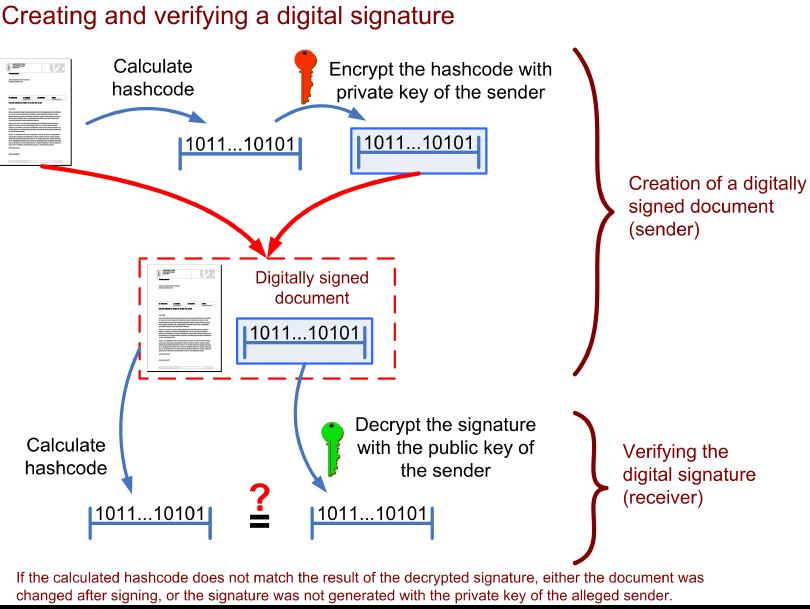 Creating and verifying a digital signature
Calculate
hashcode
Encrypt the hashcode with
private key of the sender
1011...10101
1011...10101
Creation of a digitally
signed document
(sender)
Digitally signed
document
1011...10101
Calculate
hashcode
Decrypt the signature
with the public key of
the sender
Verifying the
digital signature
(receiver)
1011...10101
?
=
1011...10101
If the calculated hashcode does not match the result of the decrypted signature, either the document was
changed after signing, or the signature was not generated with the private key of the alleged sender.